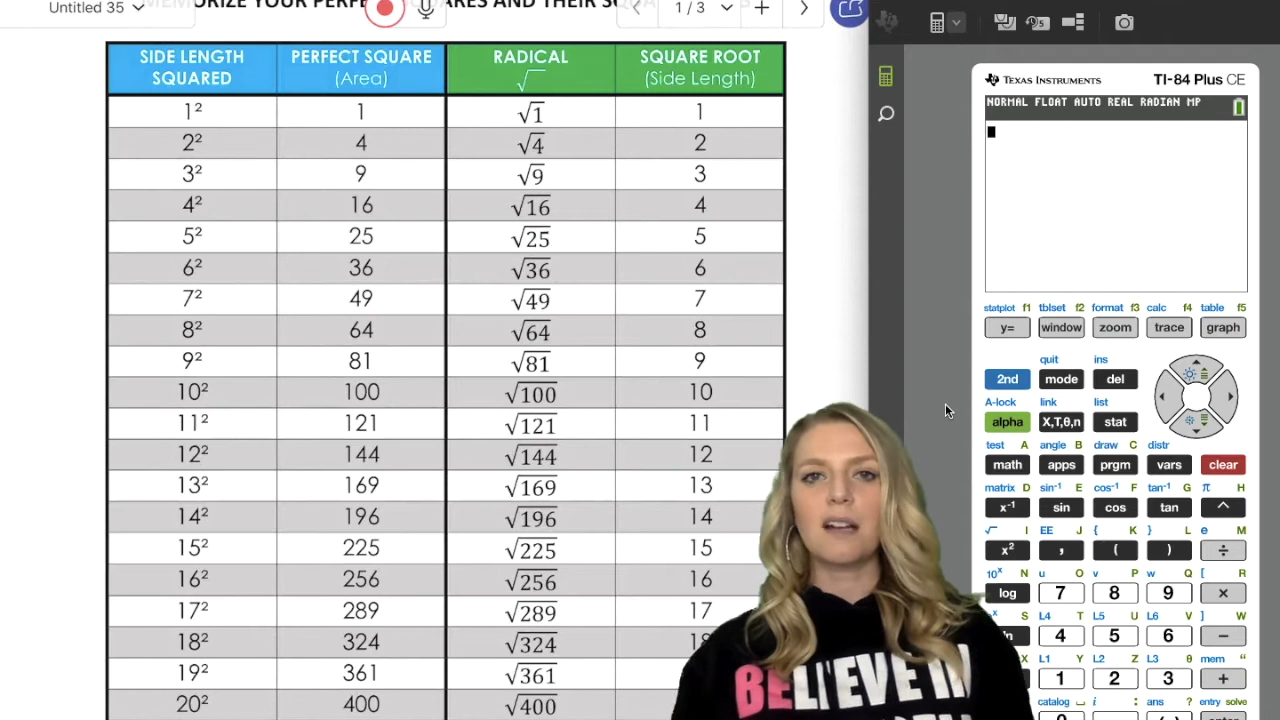 MEMORIZE YOUR PERFECT SQUARES AND THEIR
Untitled 35
1 / 3
SIDE LENGTH SQUARED PERFECT SQUARE (Area) RADICAL √ SQUARE ROOT (Side Length)
1² 1 √1 1
2² 4 √4 2
3² 9 √9 3
4² 16 √16 4
5² 25 √25 5
6² 36 √36 6
7² 49 √49 7
8² 64 √64 8
9² 81 √81 9
10² 100 √100 10
11² 121 √121 11
12² 144 √144 12
13² 169 √169 13
14² 196 √196 14
15² 225 √225 15
16² 256 √256 16
17² 289 √289 17
18² 324 √324
19² 361 √361
20² 400 √400
BELIEVE IN
TEXAS INSTRUMENTS TI-84 Plus CE
NORMAL FLOAT AUTO REAL RADIAN MP
statplot f1 tblset f2 format f3 calc f4 table f5
y= window zoom trace graph
quit ins
2nd mode del
A-lock link list
alpha X,T,θ,n stat
test A angle B draw C distr
math apps prgm vars clear
matrix D sin⁻¹ E cos⁻¹ F tan⁻¹ G π H
x⁻¹ sin cos tan ^
√ I EE J { K } L e M
x² , ( ) ÷
10ˣ N u O v P w Q [ R
log 7 8 9 ×
S L4 T L5 U L6 V ] W
4 5 6 −
X L1 Y L2 Z L3 θ mem "
1 2 3 +
catalog i : ans ? entry solve